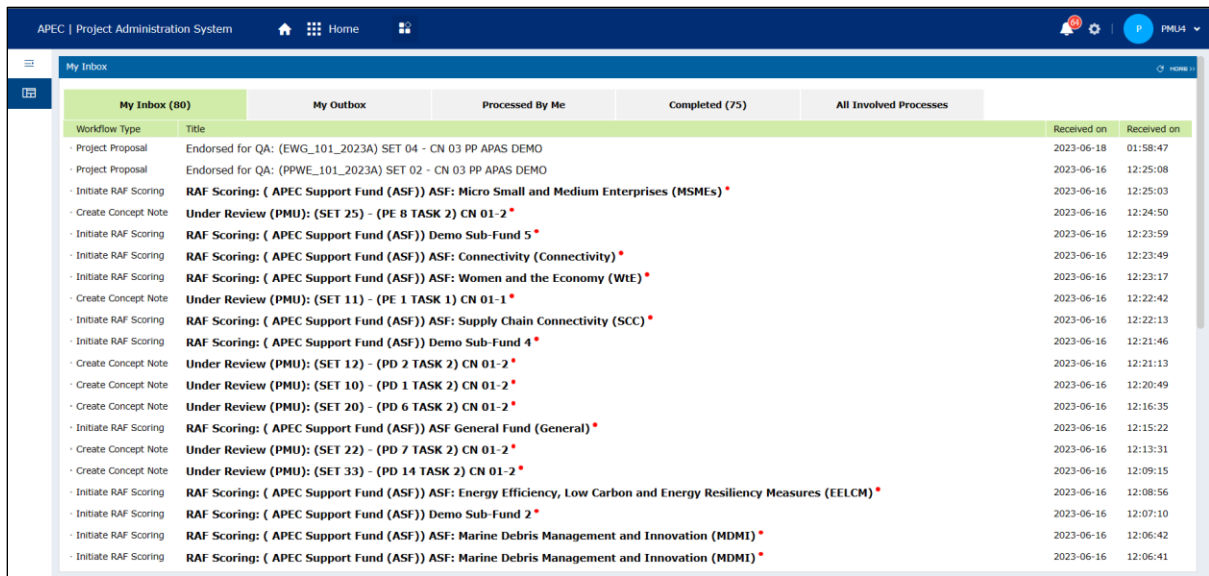 APEC | Project Administration System Home 64 P PMU4
My Inbox HOME >>
My Inbox (80) My Outbox Processed By Me Completed (75) All Involved Processes
Workflow Type Title Received on Received on
· Project Proposal Endorsed for QA: (EWG_101_2023A) SET 04 - CN 03 PP APAS DEMO 2023-06-18 01:58:47
· Project Proposal Endorsed for QA: (PPWE_101_2023A) SET 02 - CN 03 PP APAS DEMO 2023-06-16 12:25:08
· Initiate RAF Scoring RAF Scoring: ( APEC Support Fund (ASF)) ASF: Micro Small and Medium Enterprises (MSMEs) 2023-06-16 12:25:03
· Create Concept Note Under Review (PMU): (SET 25) - (PE 8 TASK 2) CN 01-2 2023-06-16 12:24:50
· Initiate RAF Scoring RAF Scoring: ( APEC Support Fund (ASF)) Demo Sub-Fund 5 2023-06-16 12:23:59
· Initiate RAF Scoring RAF Scoring: ( APEC Support Fund (ASF)) ASF: Connectivity (Connectivity) 2023-06-16 12:23:49
· Initiate RAF Scoring RAF Scoring: ( APEC Support Fund (ASF)) ASF: Women and the Economy (WtE) 2023-06-16 12:23:17
· Create Concept Note Under Review (PMU): (SET 11) - (PE 1 TASK 1) CN 01-1 2023-06-16 12:22:42
· Initiate RAF Scoring RAF Scoring: ( APEC Support Fund (ASF)) ASF: Supply Chain Connectivity (SCC) 2023-06-16 12:22:13
· Initiate RAF Scoring RAF Scoring: ( APEC Support Fund (ASF)) Demo Sub-Fund 4 2023-06-16 12:21:46
· Create Concept Note Under Review (PMU): (SET 12) - (PD 2 TASK 2) CN 01-2 2023-06-16 12:21:13
· Create Concept Note Under Review (PMU): (SET 10) - (PD 1 TASK 2) CN 01-2 2023-06-16 12:20:49
· Create Concept Note Under Review (PMU): (SET 20) - (PD 6 TASK 2) CN 01-2 2023-06-16 12:16:35
· Initiate RAF Scoring RAF Scoring: ( APEC Support Fund (ASF)) ASF General Fund (General) 2023-06-16 12:15:22
· Create Concept Note Under Review (PMU): (SET 22) - (PD 7 TASK 2) CN 01-2 2023-06-16 12:13:31
· Create Concept Note Under Review (PMU): (SET 33) - (PD 14 TASK 2) CN 01-2 2023-06-16 12:09:15
· Initiate RAF Scoring RAF Scoring: ( APEC Support Fund (ASF)) ASF: Energy Efficiency, Low Carbon and Energy Resiliency Measures (EELCM) 2023-06-16 12:08:56
· Initiate RAF Scoring RAF Scoring: ( APEC Support Fund (ASF)) Demo Sub-Fund 2 2023-06-16 12:07:10
· Initiate RAF Scoring RAF Scoring: ( APEC Support Fund (ASF)) ASF: Marine Debris Management and Innovation (MDMI) 2023-06-16 12:06:42
· Initiate RAF Scoring RAF Scoring: ( APEC Support Fund (ASF)) ASF: Marine Debris Management and Innovation (MDMI) 2023-06-16 12:06:41